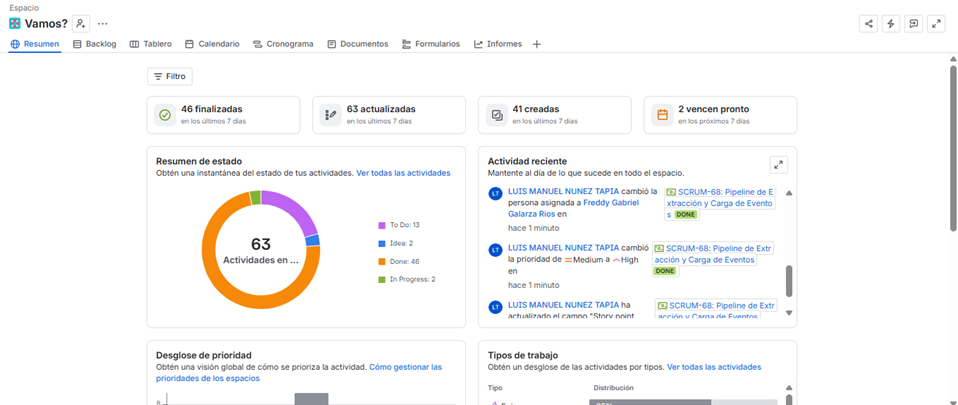 Espacio
Vamos?
Resumen Backlog Tablero Calendario Cronograma Documentos Formularios Informes
Filtro
46 finalizadas
en los últimos 7 días
63 actualizadas
en los últimos 7 días
41 creadas
en los últimos 7 días
2 vencen pronto
en los próximos 7 días
Resumen de estado
Obtén una instantánea del estado de tus actividades. Ver todas las actividades
63
Actividades en ...
To Do: 13
Idea: 2
Done: 46
In Progress: 2
Actividad reciente
Mantente al día de lo que sucede en todo el espacio.
LT
LUIS MANUEL NUNEZ TAPIA cambió la
persona asignada a Freddy Gabriel
Galarza Rios en
SCRUM-68: Pipeline de E
xtracción y Carga de Evento
s DONE
hace 1 minuto
LT
LUIS MANUEL NUNEZ TAPIA cambió
la prioridad de Medium a High
en
SCRUM-68: Pipeline de Extr
acción y Carga de Eventos
DONE
hace 1 minuto
LT
LUIS MANUEL NUNEZ TAPIA ha
actualizado el campo "Story point
SCRUM-68: Pipeline de Extr
acción y Carga de Eventos
Desglose de prioridad
Obtén un visión global de cómo se prioriza la actividad. Cómo gestionar las
prioridades de los espacios
8
Tipos de trabajo
Obtén un desglose de las actividades por tipos. Ver todas las actividades
Tipo Distribución